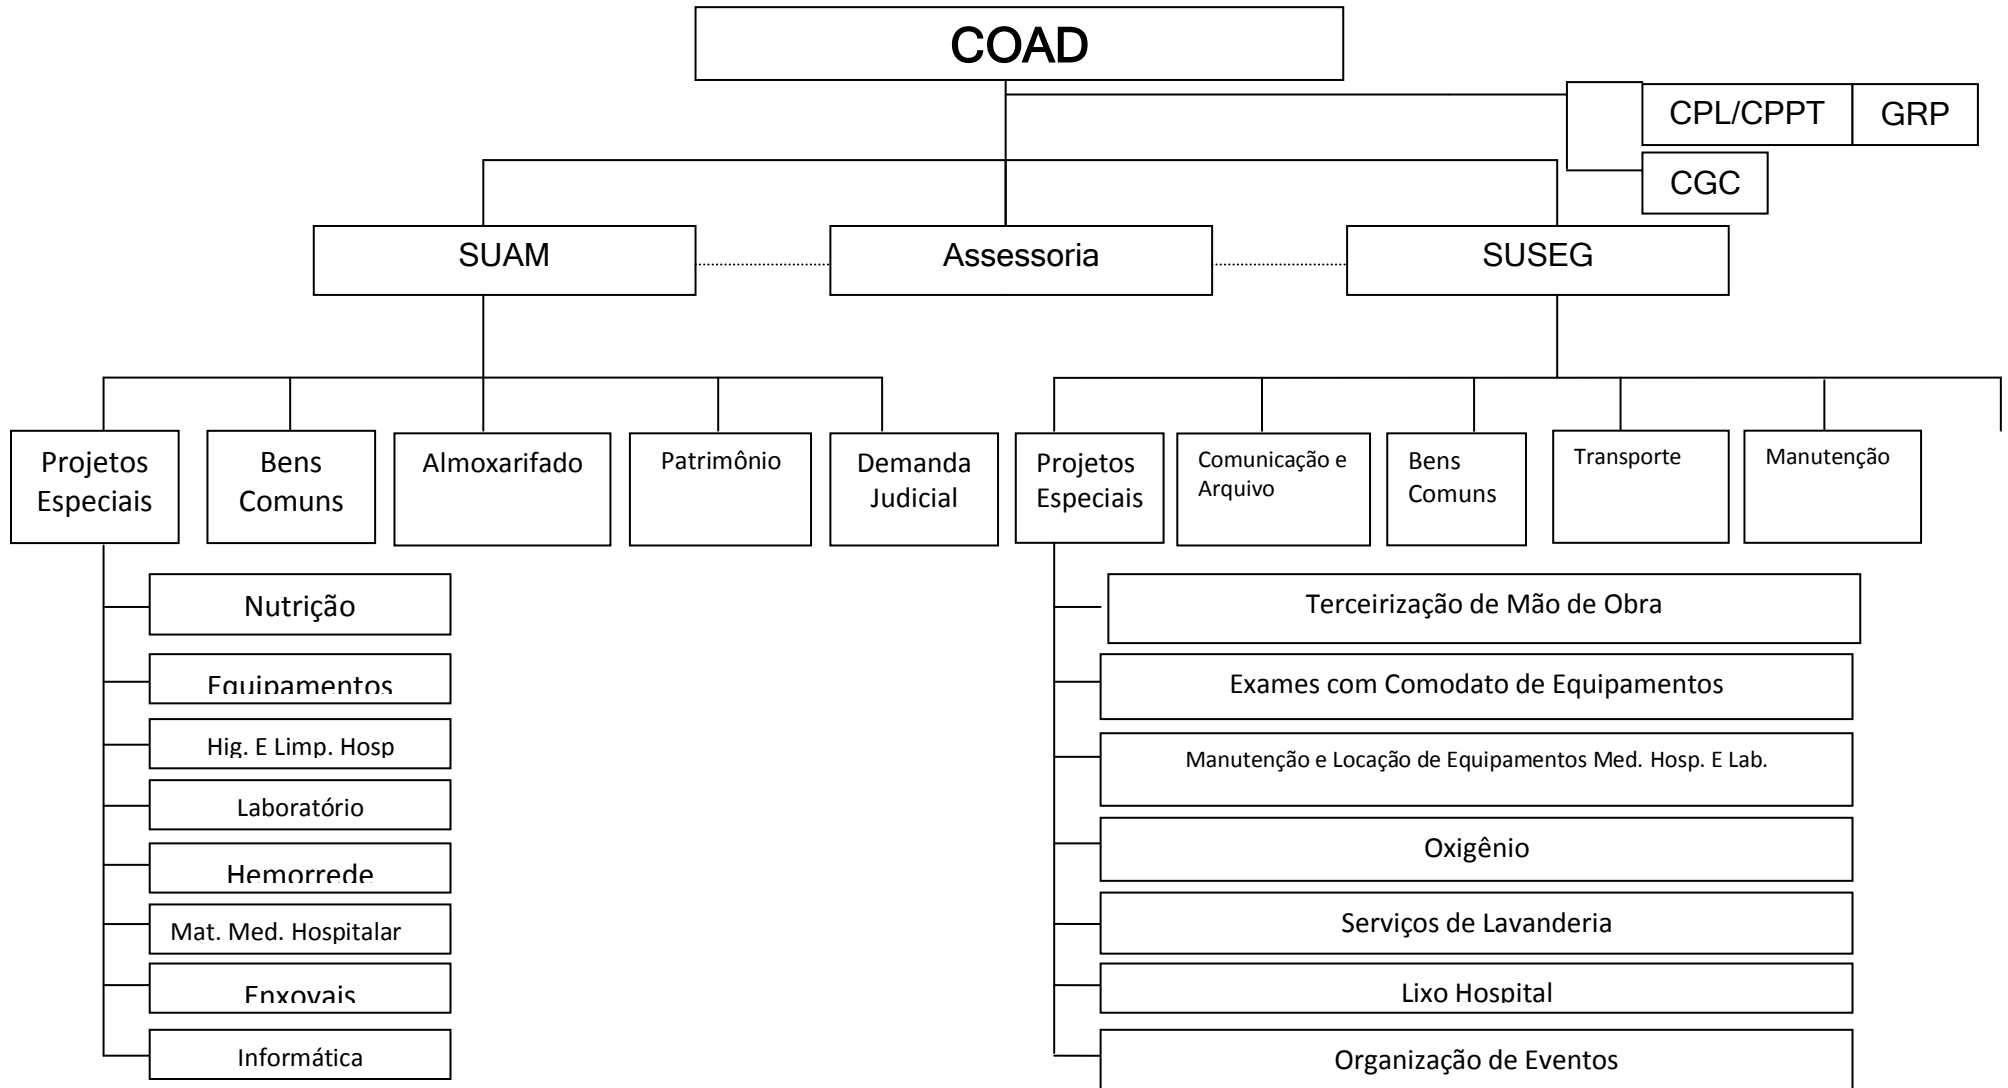 COAD
CPL/CPPT
GRP
CGC
SUAM
Assessoria
SUSEG
Projetos
Especiais
Bens
Comuns
Almoxarifado
Patrimônio
Demanda
Judicial
Projetos
Especiais
Comunicação e
Arquivo
Bens
Comuns
Transporte
Manutenção
Nutrição
Equipamentos
Hig. E Limp. Hosp
Laboratório
Hemorrede
Mat. Med. Hospitalar
Enxovais
Informática
Terceirização de Mão de Obra
Exames com Comodato de Equipamentos
Manutenção e Locação de Equipamentos Med. Hosp. E Lab.
Oxigênio
Serviços de Lavanderia
Lixo Hospital
Organização de Eventos